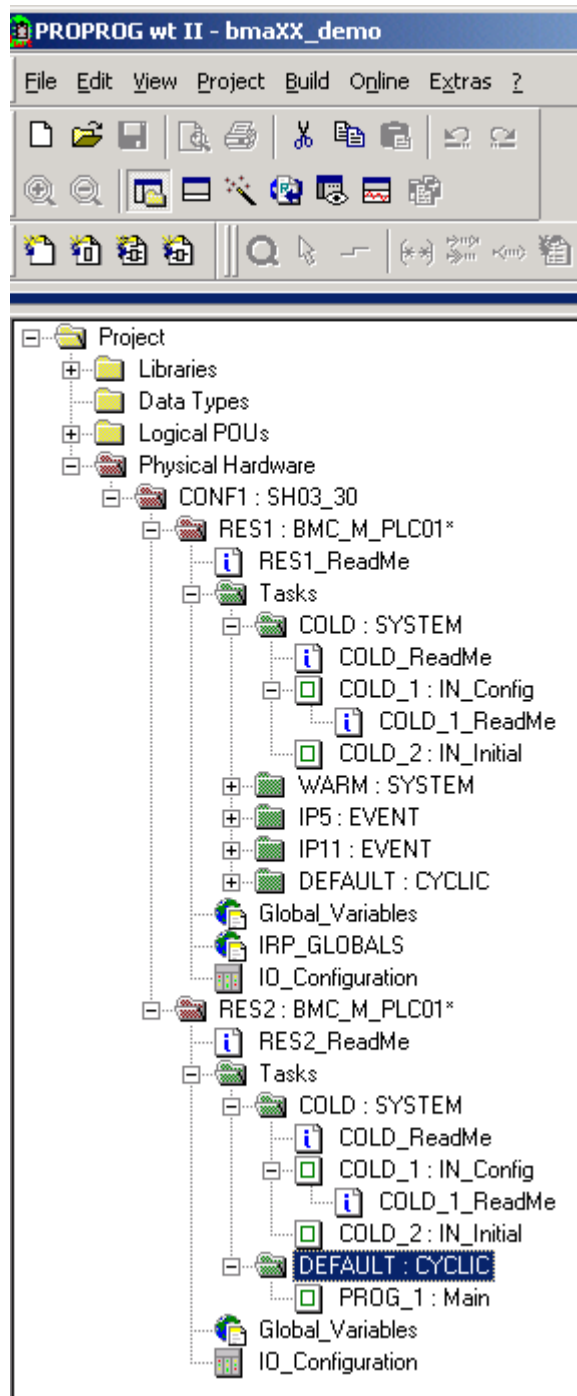 PROPROG wt II - bmaXX_demo
File Edit View Project Build Online Extras ?
Project
Libraries
Data Types
Logical POUs
Physical Hardware
CONF1 : SH03_30
RES1 : BMC_M_PLC01*
RES1_ReadMe
Tasks
COLD : SYSTEM
COLD_ReadMe
COLD_1 : IN_Config
COLD_1_ReadMe
COLD_2 : IN_Initial
WARM : SYSTEM
IP5 : EVENT
IP11 : EVENT
DEFAULT : CYCLIC
Global_Variables
IRP_GLOBALS
IO_Configuration
RES2 : BMC_M_PLC01*
RES2_ReadMe
Tasks
COLD : SYSTEM
COLD_ReadMe
COLD_1 : IN_Config
COLD_1_ReadMe
COLD_2 : IN_Initial
DEFAULT : CYCLIC
PROG_1 : Main
Global_Variables
IO_Configuration